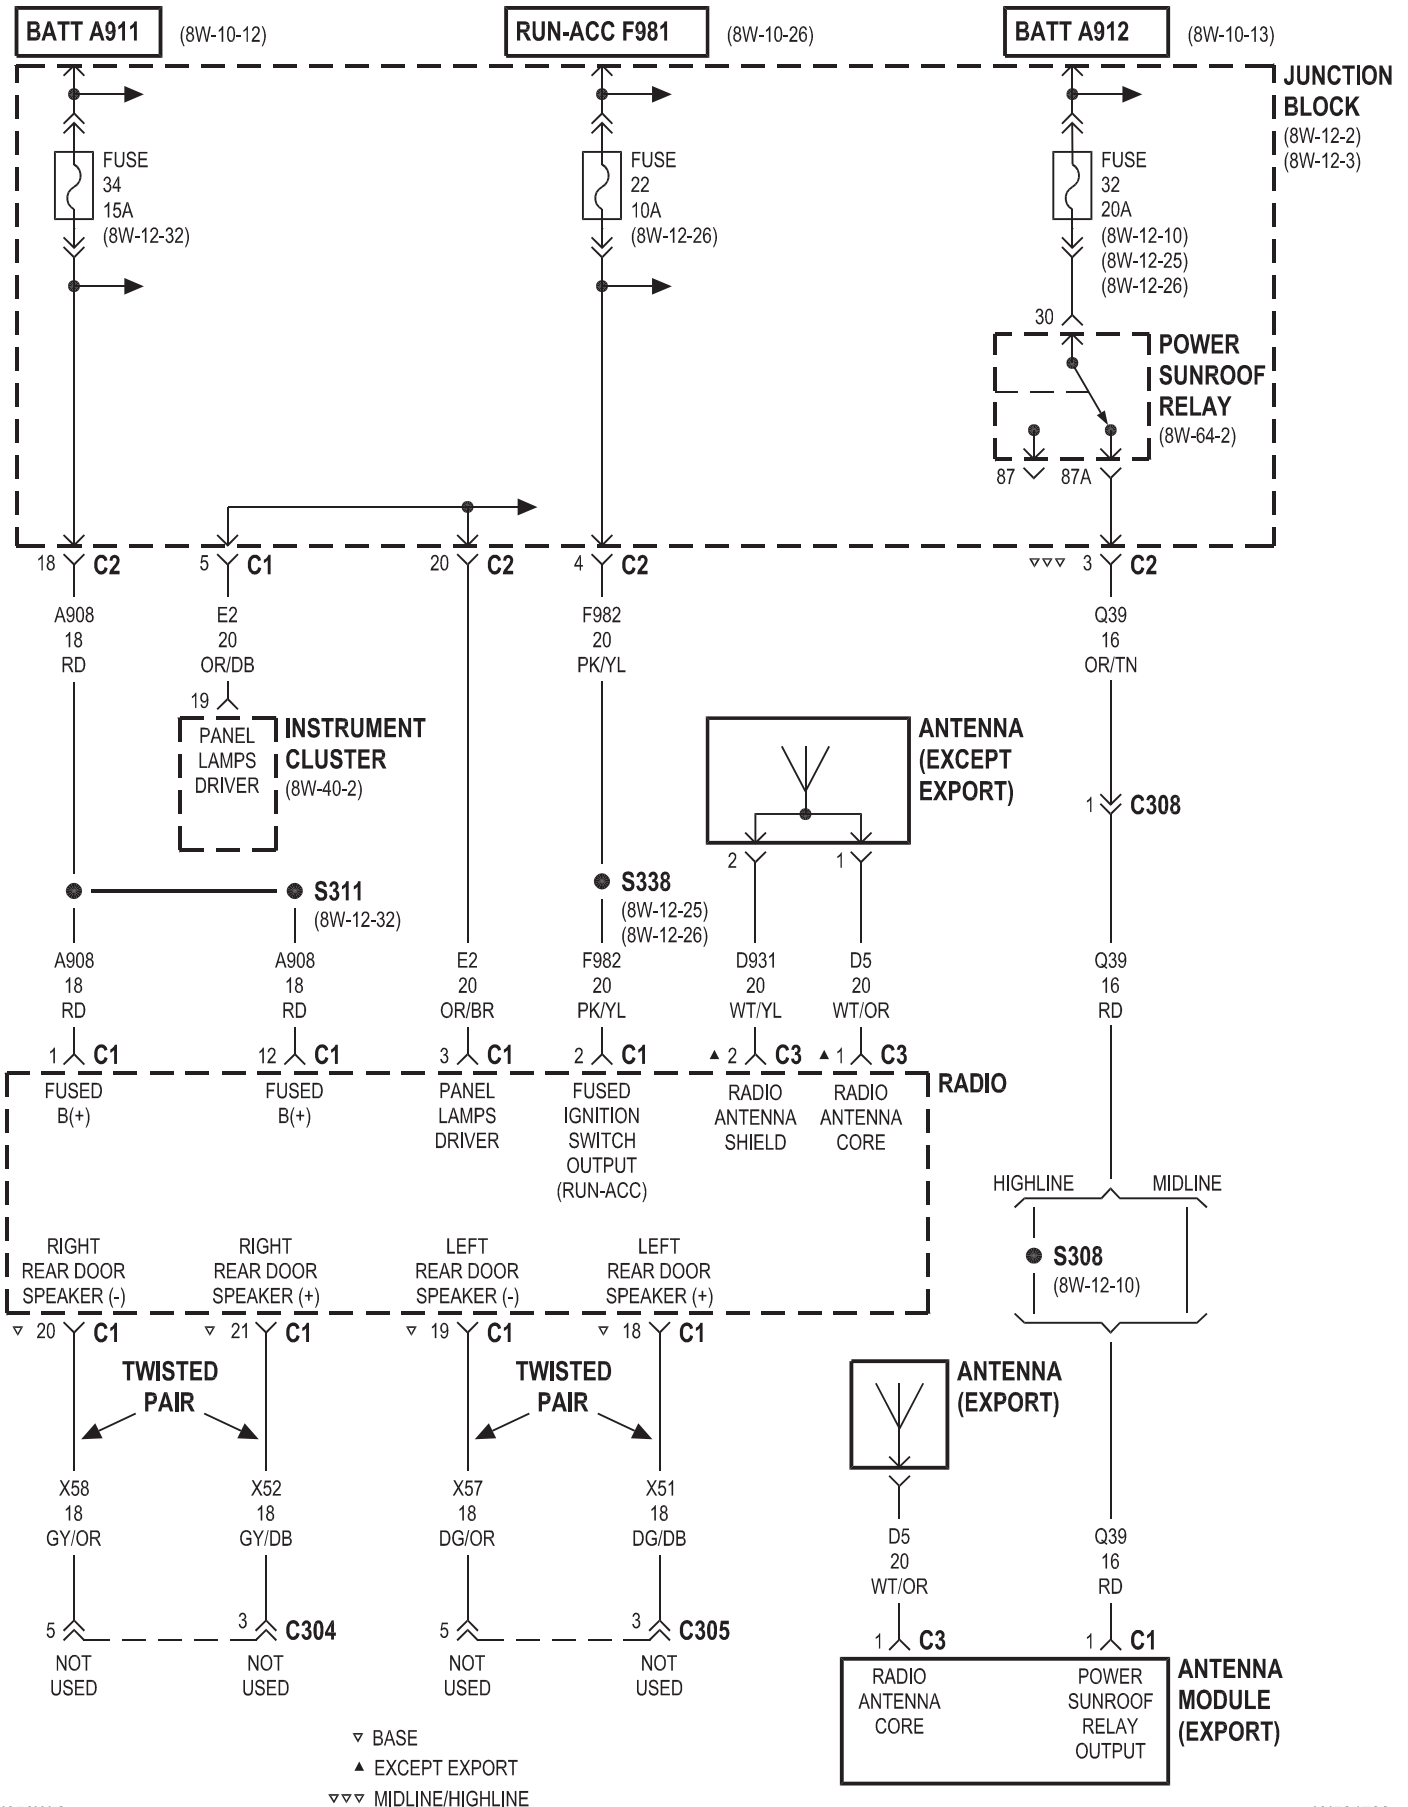 BATT A911 (8W-10-12)
RUN-ACC F981 (8W-10-26)
BATT A912 (8W-10-13)
JUNCTION
BLOCK
(8W-12-2)
(8W-12-3)
FUSE
34
15A
(8W-12-32)
FUSE
22
10A
(8W-12-26)
FUSE
32
20A
(8W-12-10)
(8W-12-25)
(8W-12-26)
30
POWER
SUNROOF
RELAY
(8W-64-2)
87 87A
18 C2
5 C1
20 C2
4 C2
▽▽▽ 3 C2
A908
18
RD
E2
20
OR/DB
F982
20
PK/YL
Q39
16
OR/TN
19
PANEL
LAMPS
DRIVER
INSTRUMENT
CLUSTER
(8W-40-2)
ANTENNA
(EXCEPT
EXPORT)
1 C308
2 1
S311
(8W-12-32)
S338
(8W-12-25)
(8W-12-26)
A908
18
RD
A908
18
RD
E2
20
OR/BR
F982
20
PK/YL
D931
20
WT/YL
D5
20
WT/OR
Q39
16
RD
1 C1
12 C1
3 C1
2 C1
▲ 2 C3
▲ 1 C3
RADIO
FUSED
B(+)
FUSED
B(+)
PANEL
LAMPS
DRIVER
FUSED
IGNITION
SWITCH
OUTPUT
(RUN-ACC)
RADIO
ANTENNA
SHIELD
RADIO
ANTENNA
CORE
HIGHLINE MIDLINE
S308
(8W-12-10)
RIGHT
REAR DOOR
SPEAKER (-)
RIGHT
REAR DOOR
SPEAKER (+)
LEFT
REAR DOOR
SPEAKER (-)
LEFT
REAR DOOR
SPEAKER (+)
▽ 20 C1
▽ 21 C1
▽ 19 C1
▽ 18 C1
TWISTED
PAIR
TWISTED
PAIR
ANTENNA
(EXPORT)
X58
18
GY/OR
X52
18
GY/DB
X57
18
DG/OR
X51
18
DG/DB
D5
20
WT/OR
Q39
16
RD
5
3 C304
5
3 C305
1 C3
1 C1
NOT
USED
NOT
USED
NOT
USED
NOT
USED
RADIO
ANTENNA
CORE
POWER
SUNROOF
RELAY
OUTPUT
ANTENNA
MODULE
(EXPORT)
▽ BASE
▲ EXCEPT EXPORT
▽▽▽ MIDLINE/HIGHLINE